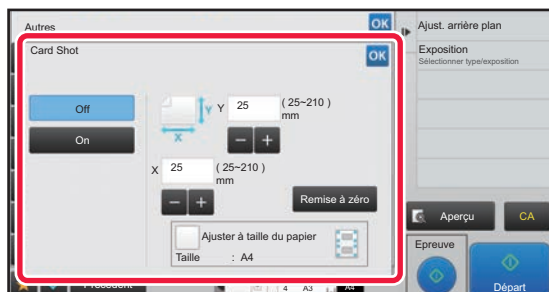 Autres
OK
Card Shot
OK
Off
On
Y
Y 25 ( 25~210 )
mm
X
X 25 ( 25~210 )
mm
Remise à zéro
Ajuster à taille du papier
Taille : A4
Précédent
4 A3 A4
Ajust. arrière plan
Exposition
Sélectionner type/exposition
Aperçu
CA
Epreuve
Départ